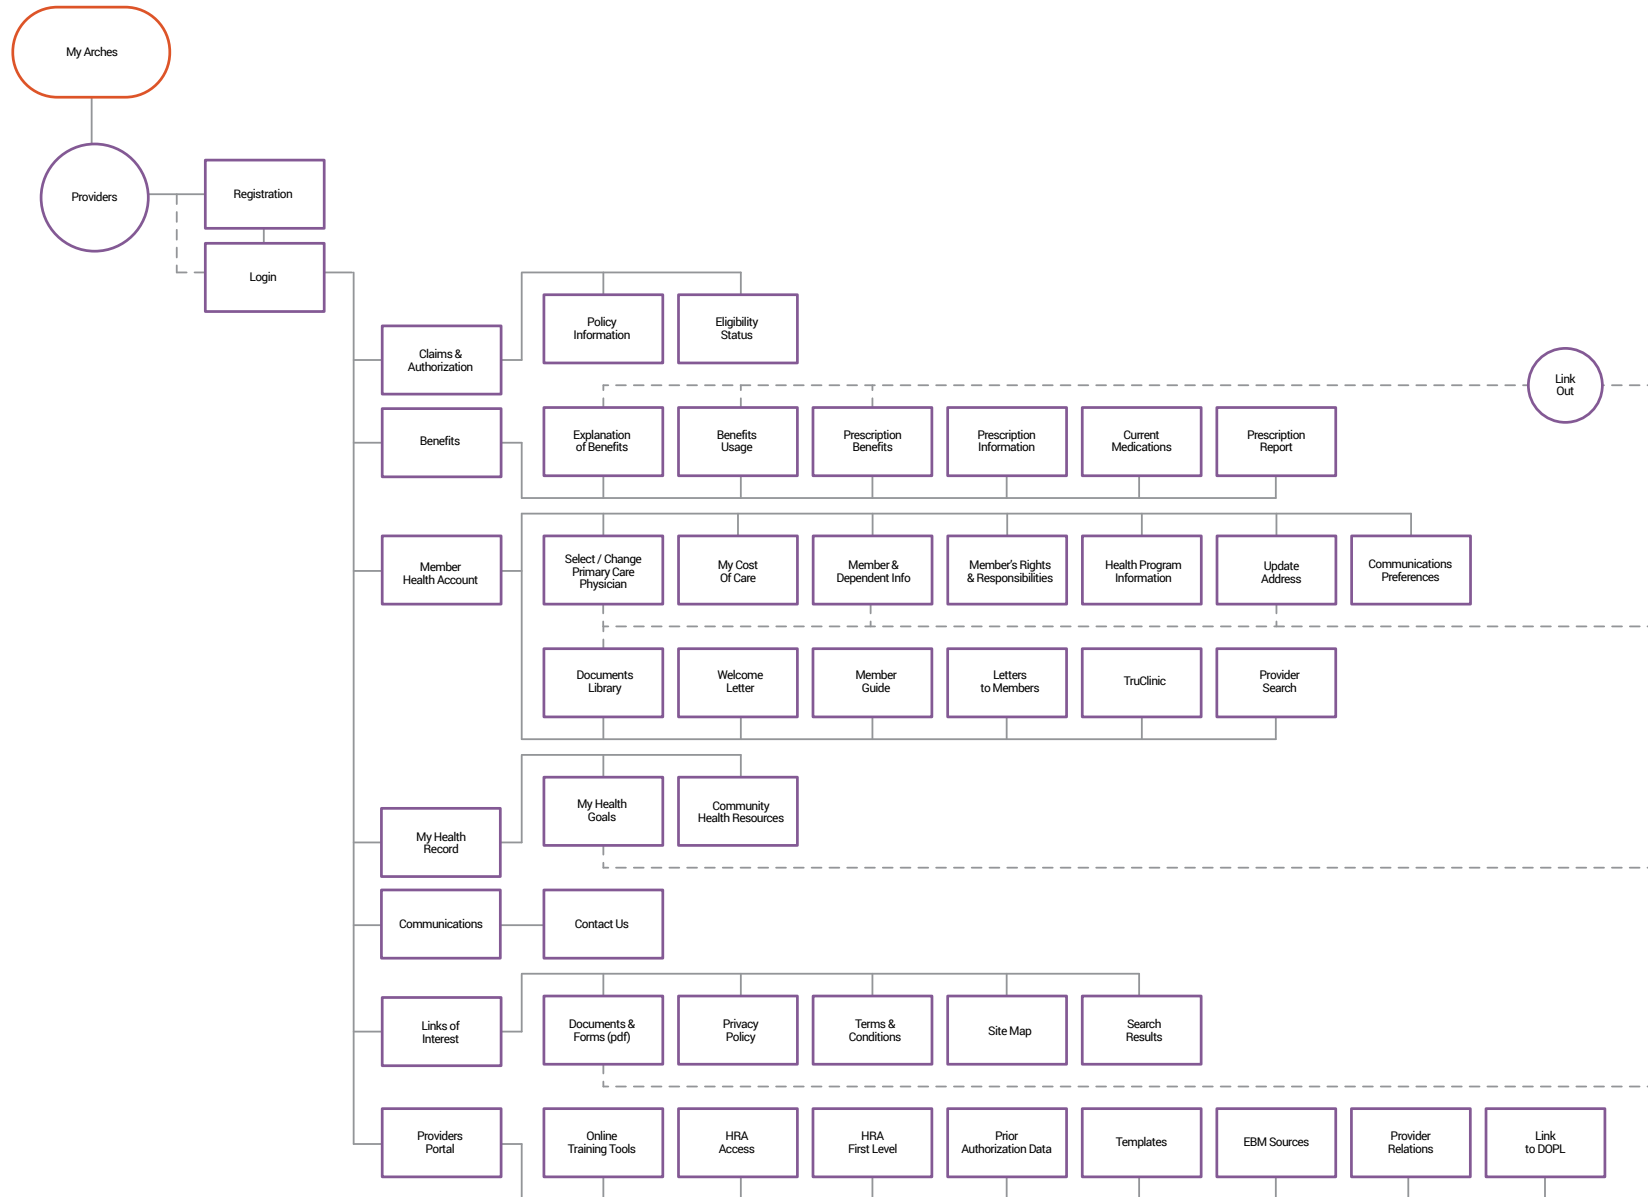 My Arches
Providers
Registration
Login
Claims &
Authorization
Policy
Information
Eligibility
Status
Link
Out
Benefits
Explanation
of Benefits
Benefits
Usage
Prescription
Benefits
Prescription
Information
Current
Medications
Prescription
Report
Member
Health Account
Select / Change
Primary Care
Physician
My Cost
Of Care
Member &
Dependent Info
Member's Rights
& Responsibilities
Health Program
Information
Update
Address
Communications
Preferences
Documents
Library
Welcome
Letter
Member
Guide
Letters
to Members
TruClinic
Provider
Search
My Health
Record
My Health
Goals
Community
Health Resources
Communications
Contact Us
Links of
Interest
Documents &
Forms (pdf)
Privacy
Policy
Terms &
Conditions
Site Map
Search
Results
Providers
Portal
Online
Training Tools
HRA
Access
HRA
First Level
Prior
Authorization Data
Templates
EBM Sources
Provider
Relations
Link
to DOPL